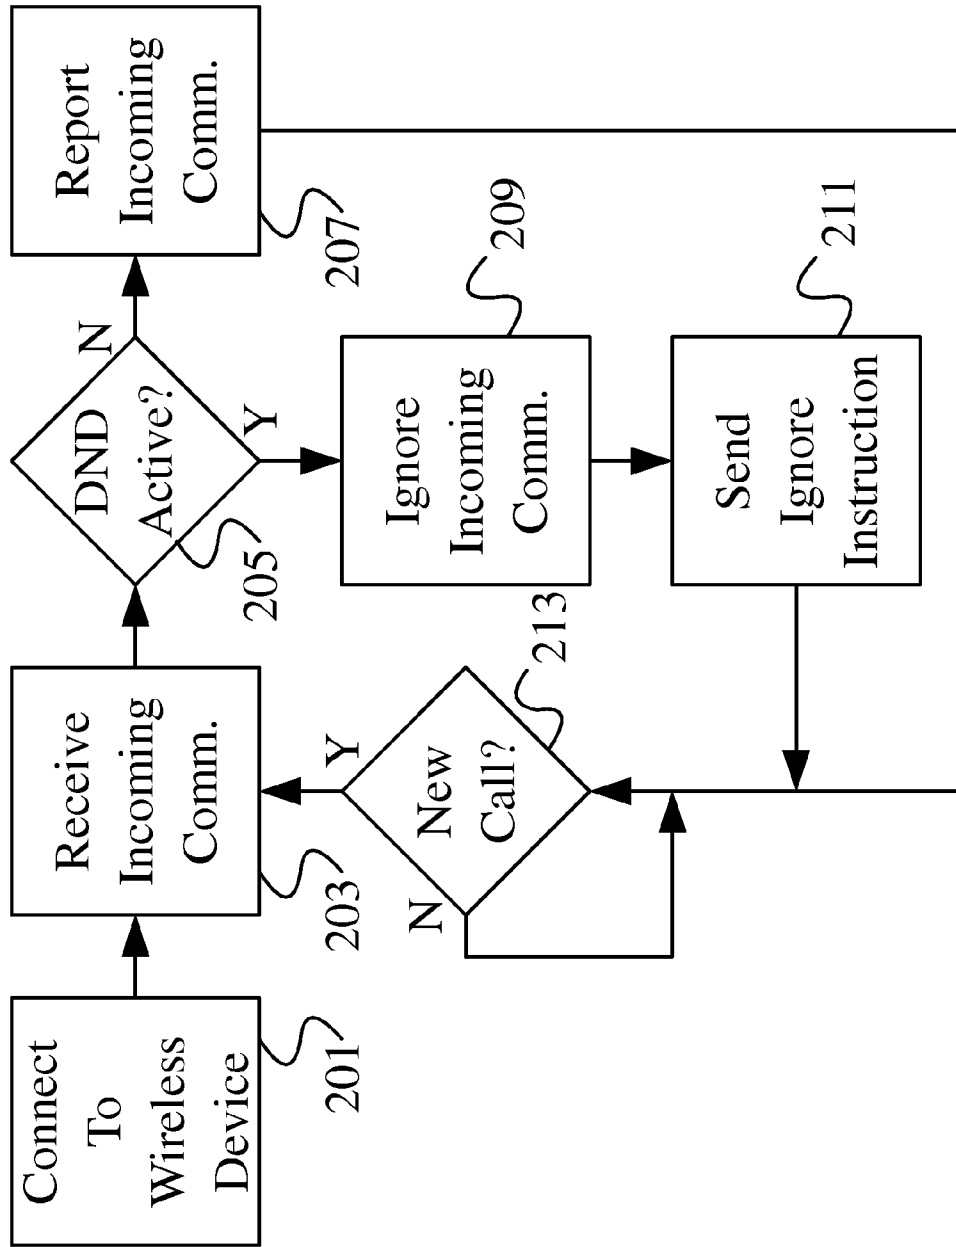 Connect
To
Wireless
Device
201
Receive
Incoming
Comm.
203
DND
Active?
205
N
Y
Report
Incoming
Comm.
207
Ignore
Incoming
Comm.
209
Send
Ignore
Instruction
211
New
Call?
213
Y
N